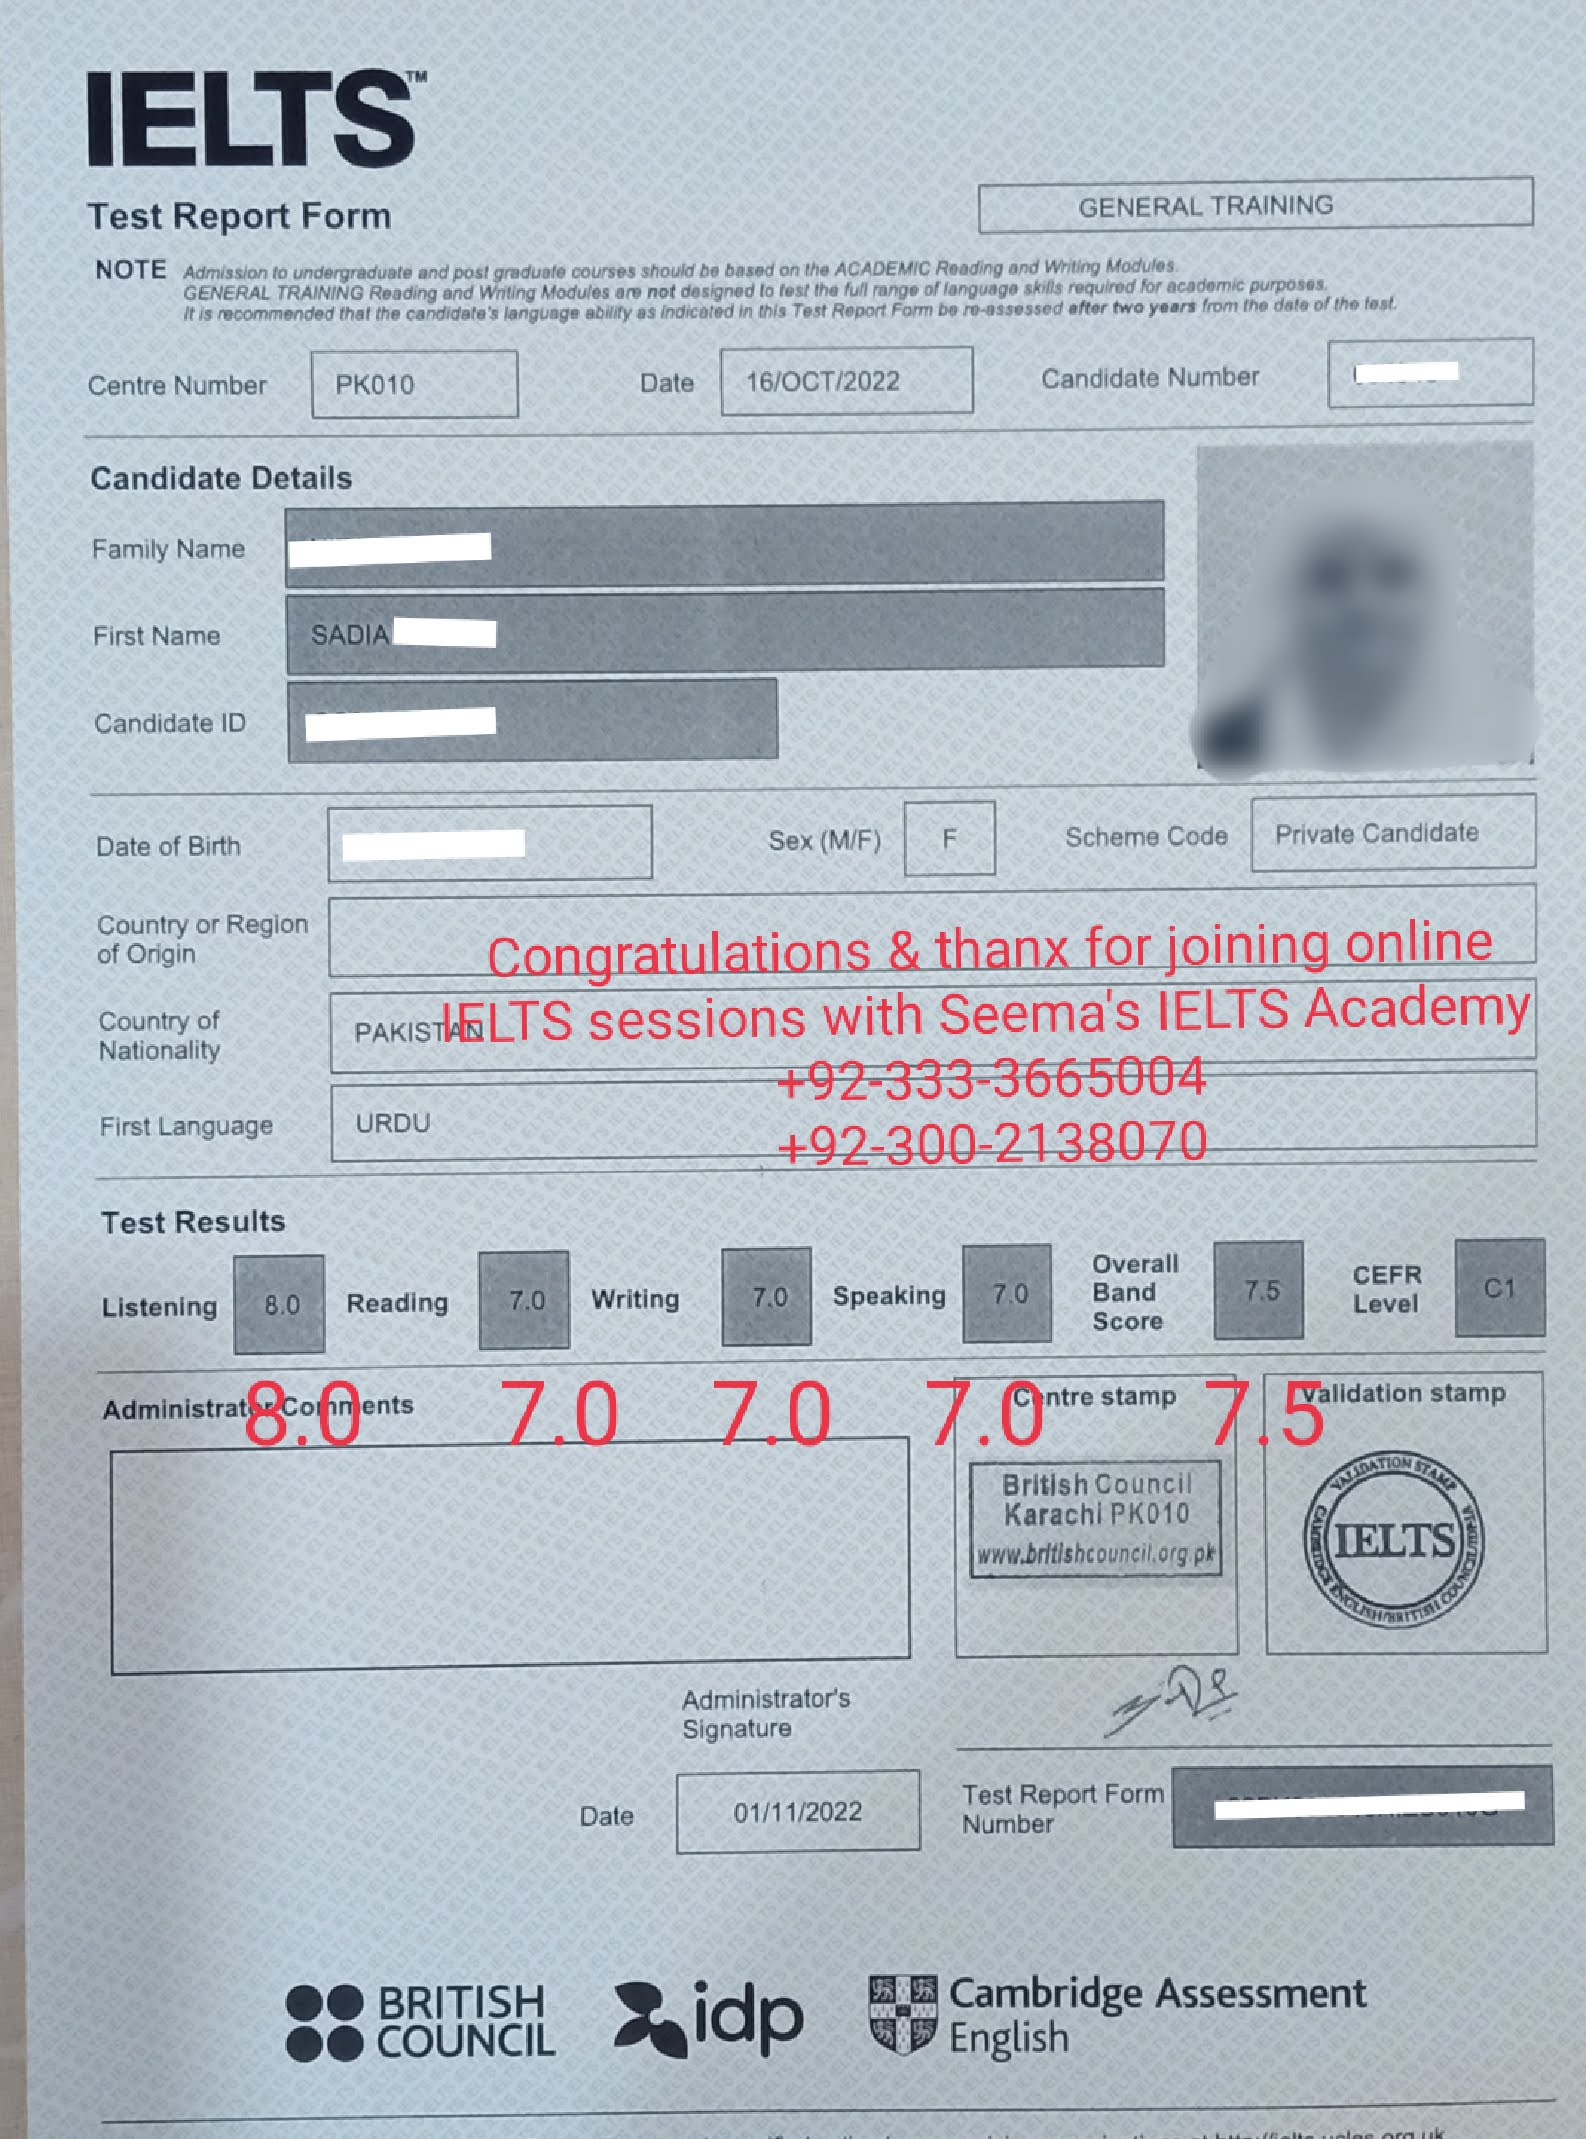 IELTS™
Test Report Form
GENERAL TRAINING
NOTE Admission to undergraduate and post graduate courses should be based on the ACADEMIC Reading and Writing Modules.
GENERAL TRAINING Reading and Writing Modules are not designed to test the full range of language skills required for academic purposes.
It is recommended that the candidate's language ability as indicated in this Test Report Form be re-assessed after two years from the date of the test.
Centre Number PK010 Date 16/OCT/2022 Candidate Number
Candidate Details
Family Name
First Name SADIA
Candidate ID
Date of Birth Sex (M/F) F Scheme Code Private Candidate
Country or Region
of Origin
Congratulations & thanx for joining online
Country of
Nationality
PAKISTAN
IELTS sessions with Seema's IELTS Academy
+92-333-3665004
First Language URDU
+92-300-2138070
Test Results
Listening 8.0 Reading 7.0 Writing 7.0 Speaking 7.0 Overall Band Score 7.5 CEFR Level C1
8.0 7.0 7.0 7.0 7.5
Administrator Comments Centre stamp Validation stamp
British Council
Karachi PK010
www.britishcouncil.org.pk
VALIDATION STAMP
IELTS
CAMBRIDGE ENGLISH/BRITISH COUNCIL/IDP:IA
Administrator's
Signature
Date 01/11/2022
Test Report Form
Number
BRITISH
COUNCIL
idp
Cambridge Assessment
English